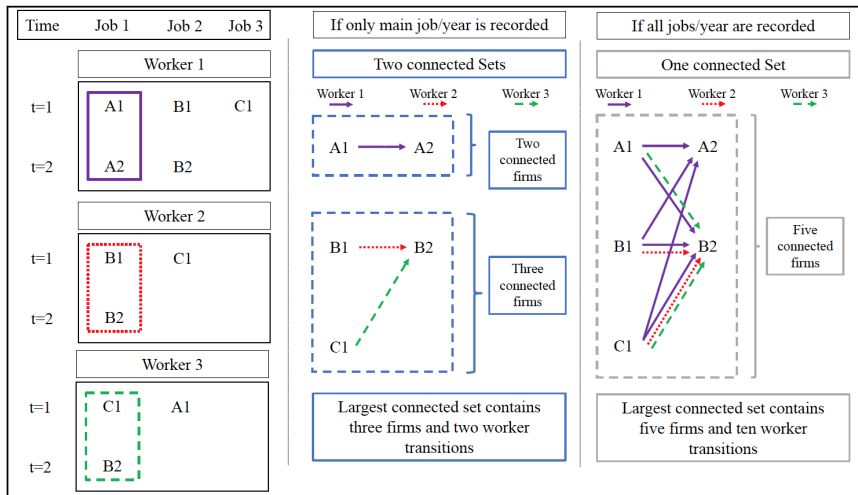 Time Job 1 Job 2 Job 3
Worker 1
t=1 A1 B1 C1
t=2 A2 B2
Worker 2
t=1 B1 C1
t=2 B2
Worker 3
t=1 C1 A1
t=2 B2
If only main job/year is recorded
Two connected Sets
Worker 1 Worker 2 Worker 3
A1 A2
Two
connected
firms
B1 B2
C1
Three
connected
firms
Largest connected set contains
three firms and two worker
transitions
If all jobs/year are recorded
One connected Set
Worker 1 Worker 2 Worker 3
A1 A2
B1 B2
C1
Five
connected
firms
Largest connected set contains
five firms and ten worker
transitions